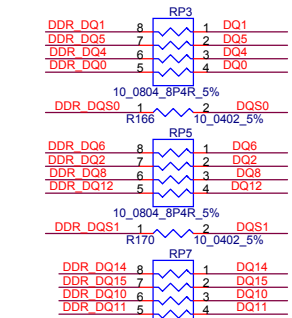 RP3
DDR_DQ1 8 1 DQ1
DDR_DQ5 7 2 DQ5
DDR_DQ4 6 3 DQ4
DDR_DQ0 5 4 DQ0
10_0804_8P4R_5%
DDR_DQS0 1 2 DQS0
R166 10_0402_5%
RP5
DDR_DQ6 8 1 DQ6
DDR_DQ2 7 2 DQ2
DDR_DQ8 6 3 DQ8
DDR_DQ12 5 4 DQ12
10_0804_8P4R_5%
DDR_DQS1 1 2 DQS1
R170 10_0402_5%
RP7
DDR_DQ14 8 1 DQ14
DDR_DQ15 7 2 DQ15
DDR_DQ10 6 3 DQ10
DDR_DQ11 5 4 DQ11